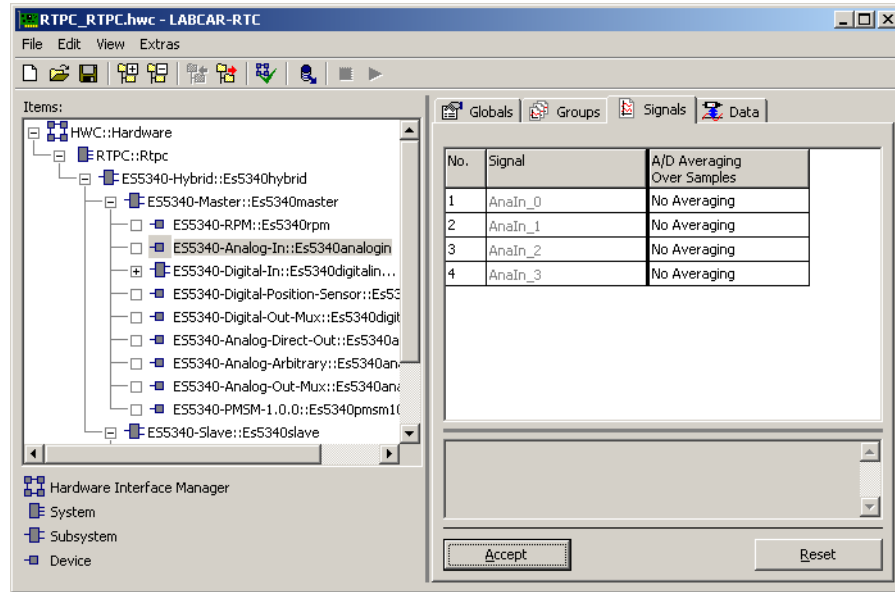 RTPC_RTPC.hwc - LABCAR-RTC
File Edit View Extras
Items:
HWC::Hardware
RTPC::Rtpc
ES5340-Hybrid::Es5340hybrid
ES5340-Master::Es5340master
ES5340-RPM::Es5340rpm
ES5340-Analog-In::Es5340analogin
ES5340-Digital-In::Es5340digitalin...
ES5340-Digital-Position-Sensor::Es53
ES5340-Digital-Out-Mux::Es5340digit
ES5340-Analog-Direct-Out::Es5340a
ES5340-Analog-Arbitrary::Es5340an
ES5340-Analog-Out-Mux::Es5340ana
ES5340-PMSM-1.0.0::Es5340pmsm10
ES5340-Slave::Es5340slave
Hardware Interface Manager
System
Subsystem
Device
Globals Groups Signals Data
No. Signal A/D Averaging
Over Samples
1 AnaIn_0 No Averaging
2 AnaIn_1 No Averaging
3 AnaIn_2 No Averaging
4 AnaIn_3 No Averaging
Accept Reset